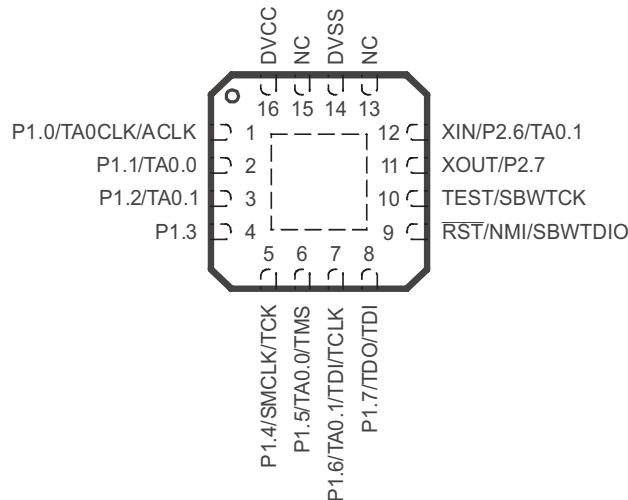 DVCC
NC
DVSS
NC
16 15 14 13
P1.0/TA0CLK/ACLK 1 12 XIN/P2.6/TA0.1
P1.1/TA0.0 2 11 XOUT/P2.7
P1.2/TA0.1 3 10 TEST/SBWTCK
P1.3 4 9 RST/NMI/SBWTDIO
5 6 7 8
P1.4/SMCLK/TCK
P1.5/TA0.0/TMS
P1.6/TA0.1/TDI/TCLK
P1.7/TDO/TDI